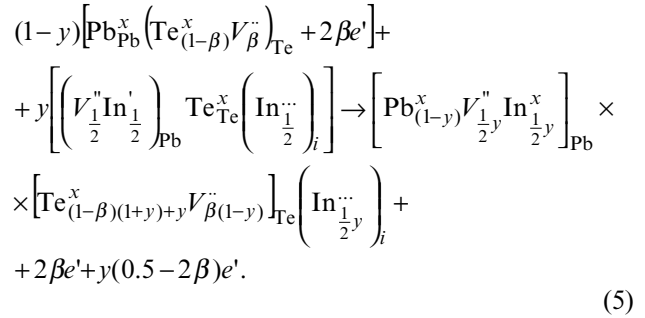 (1−y)[Pb^x_Pb(Te^x_(1−β)V^¨_β)_Te + 2βe']+
+ y[(V''_{1/2}In'_{1/2})_Pb Te^x_Te(In^{···}_{1/2})_i] → [Pb^x_(1−y)V''_{1/2 y}In^x_{1/2 y}]_Pb ×
×[Te^x_{(1−β)(1+y)+y}V^¨_{β(1−y)}]_Te(In^{···}_{1/2 y})_i +
+2βe'+y(0.5−2β)e'.
(5)